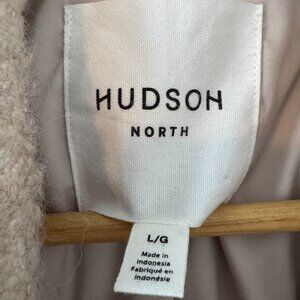 HUDSON
NORTH
L/G
Made in
Indonesia
Fabriqué en
Indonésie